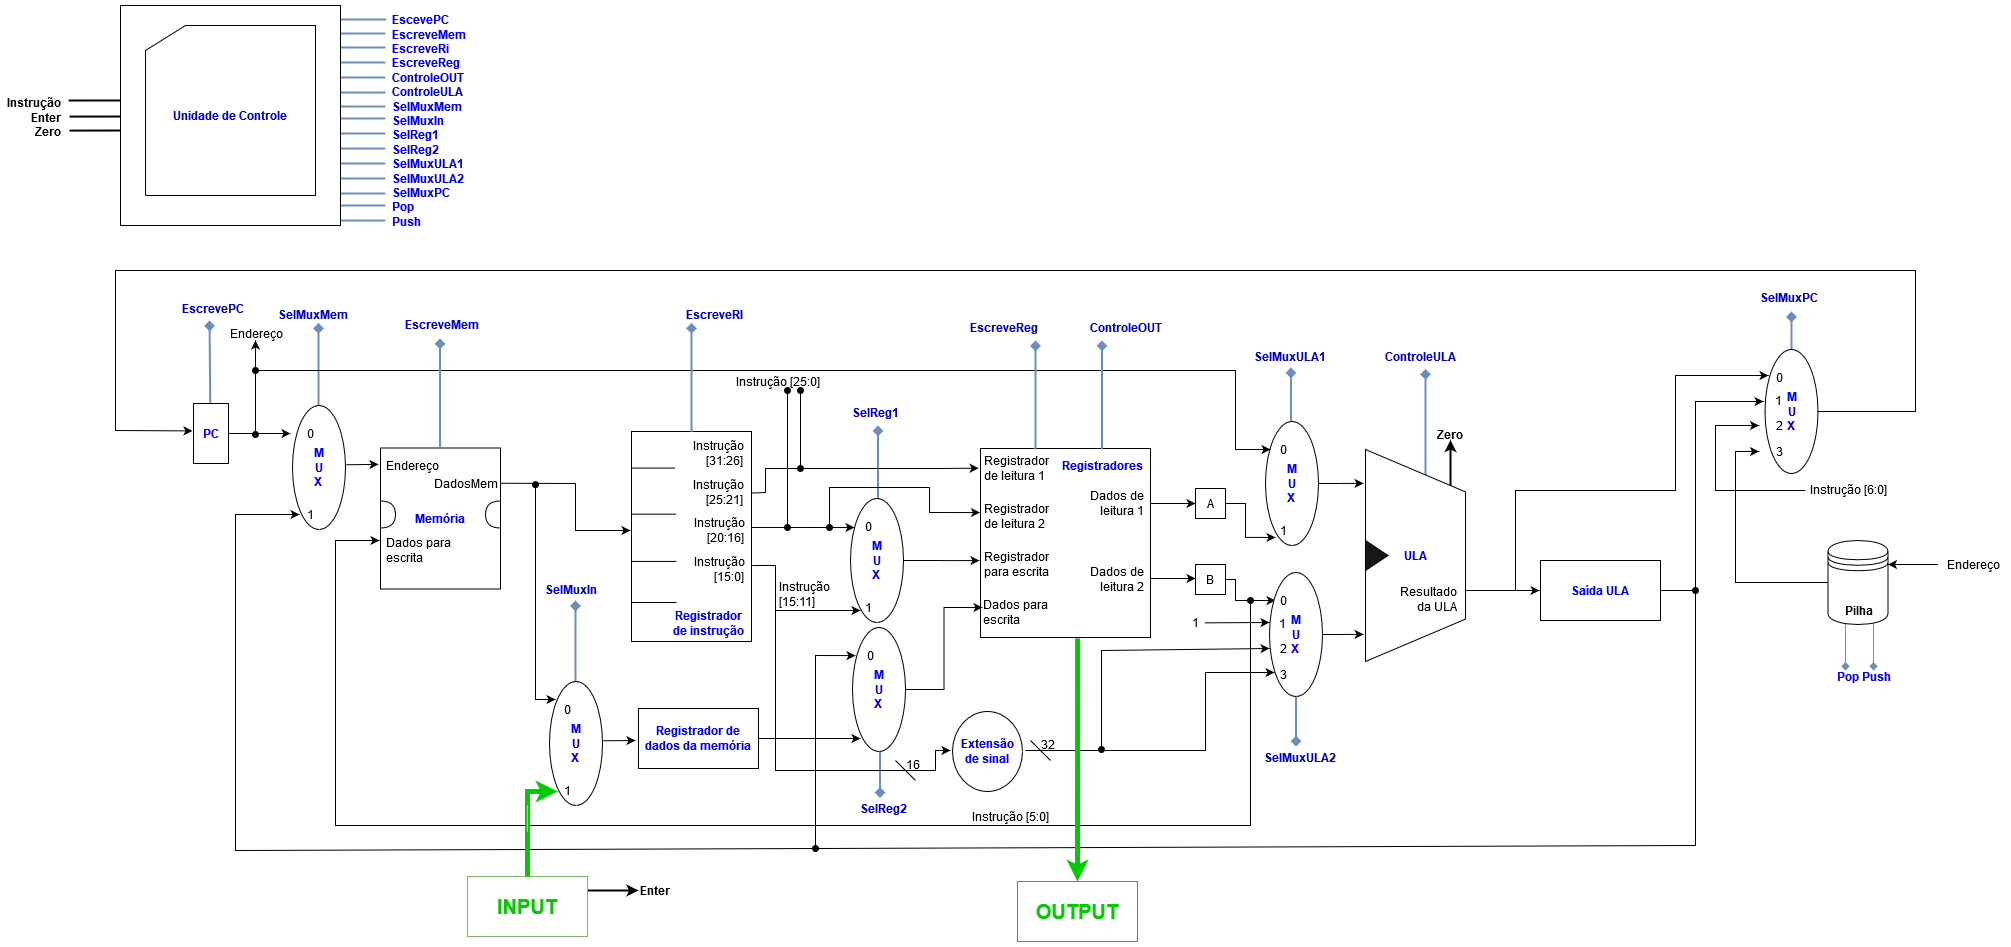 EscevePC
EscreveMem
EscreveRi
EscreveReg
ControleOUT
ControleULA
SelMuxMem
SelMuxIn
SelReg1
SelReg2
SelMuxULA1
SelMuxULA2
SelMuxPC
Pop
Push
Instrução
Enter
Zero
Unidade de Controle
EscrevePC
SelMuxMem
EscreveMem
EscreveRI
EscreveReg
ControleOUT
SelMuxULA1
ControleULA
SelMuxPC
Endereço
Instrução [25:0]
SelReg1
PC
0
M
U
X
1
Endereço
DadosMem
Memória
Dados para
escrita
Instrução
[31:26]
Instrução
[25:21]
Instrução
[20:16]
Instrução
[15:0]
Registrador
de instrução
Instrução
[15:11]
0
M
U
X
1
Registrador
de leitura 1
Registradores
Dados de
leitura 1
Registrador
de leitura 2
Registrador
para escrita
Dados de
leitura 2
Dados para
escrita
A
B
0
M
U
X
1
0
1
1
M
U
2
X
3
SelMuxULA2
Zero
ULA
Resultado
da ULA
Saída ULA
0
1
M
U
2
X
3
Instrução [6:0]
Endereço
Pilha
Pop
Push
SelMuxIn
0
M
U
X
1
Registrador de
dados da memória
0
M
U
X
SelReg2
16
Extensão
de sinal
32
Instrução [5:0]
INPUT
Enter
OUTPUT